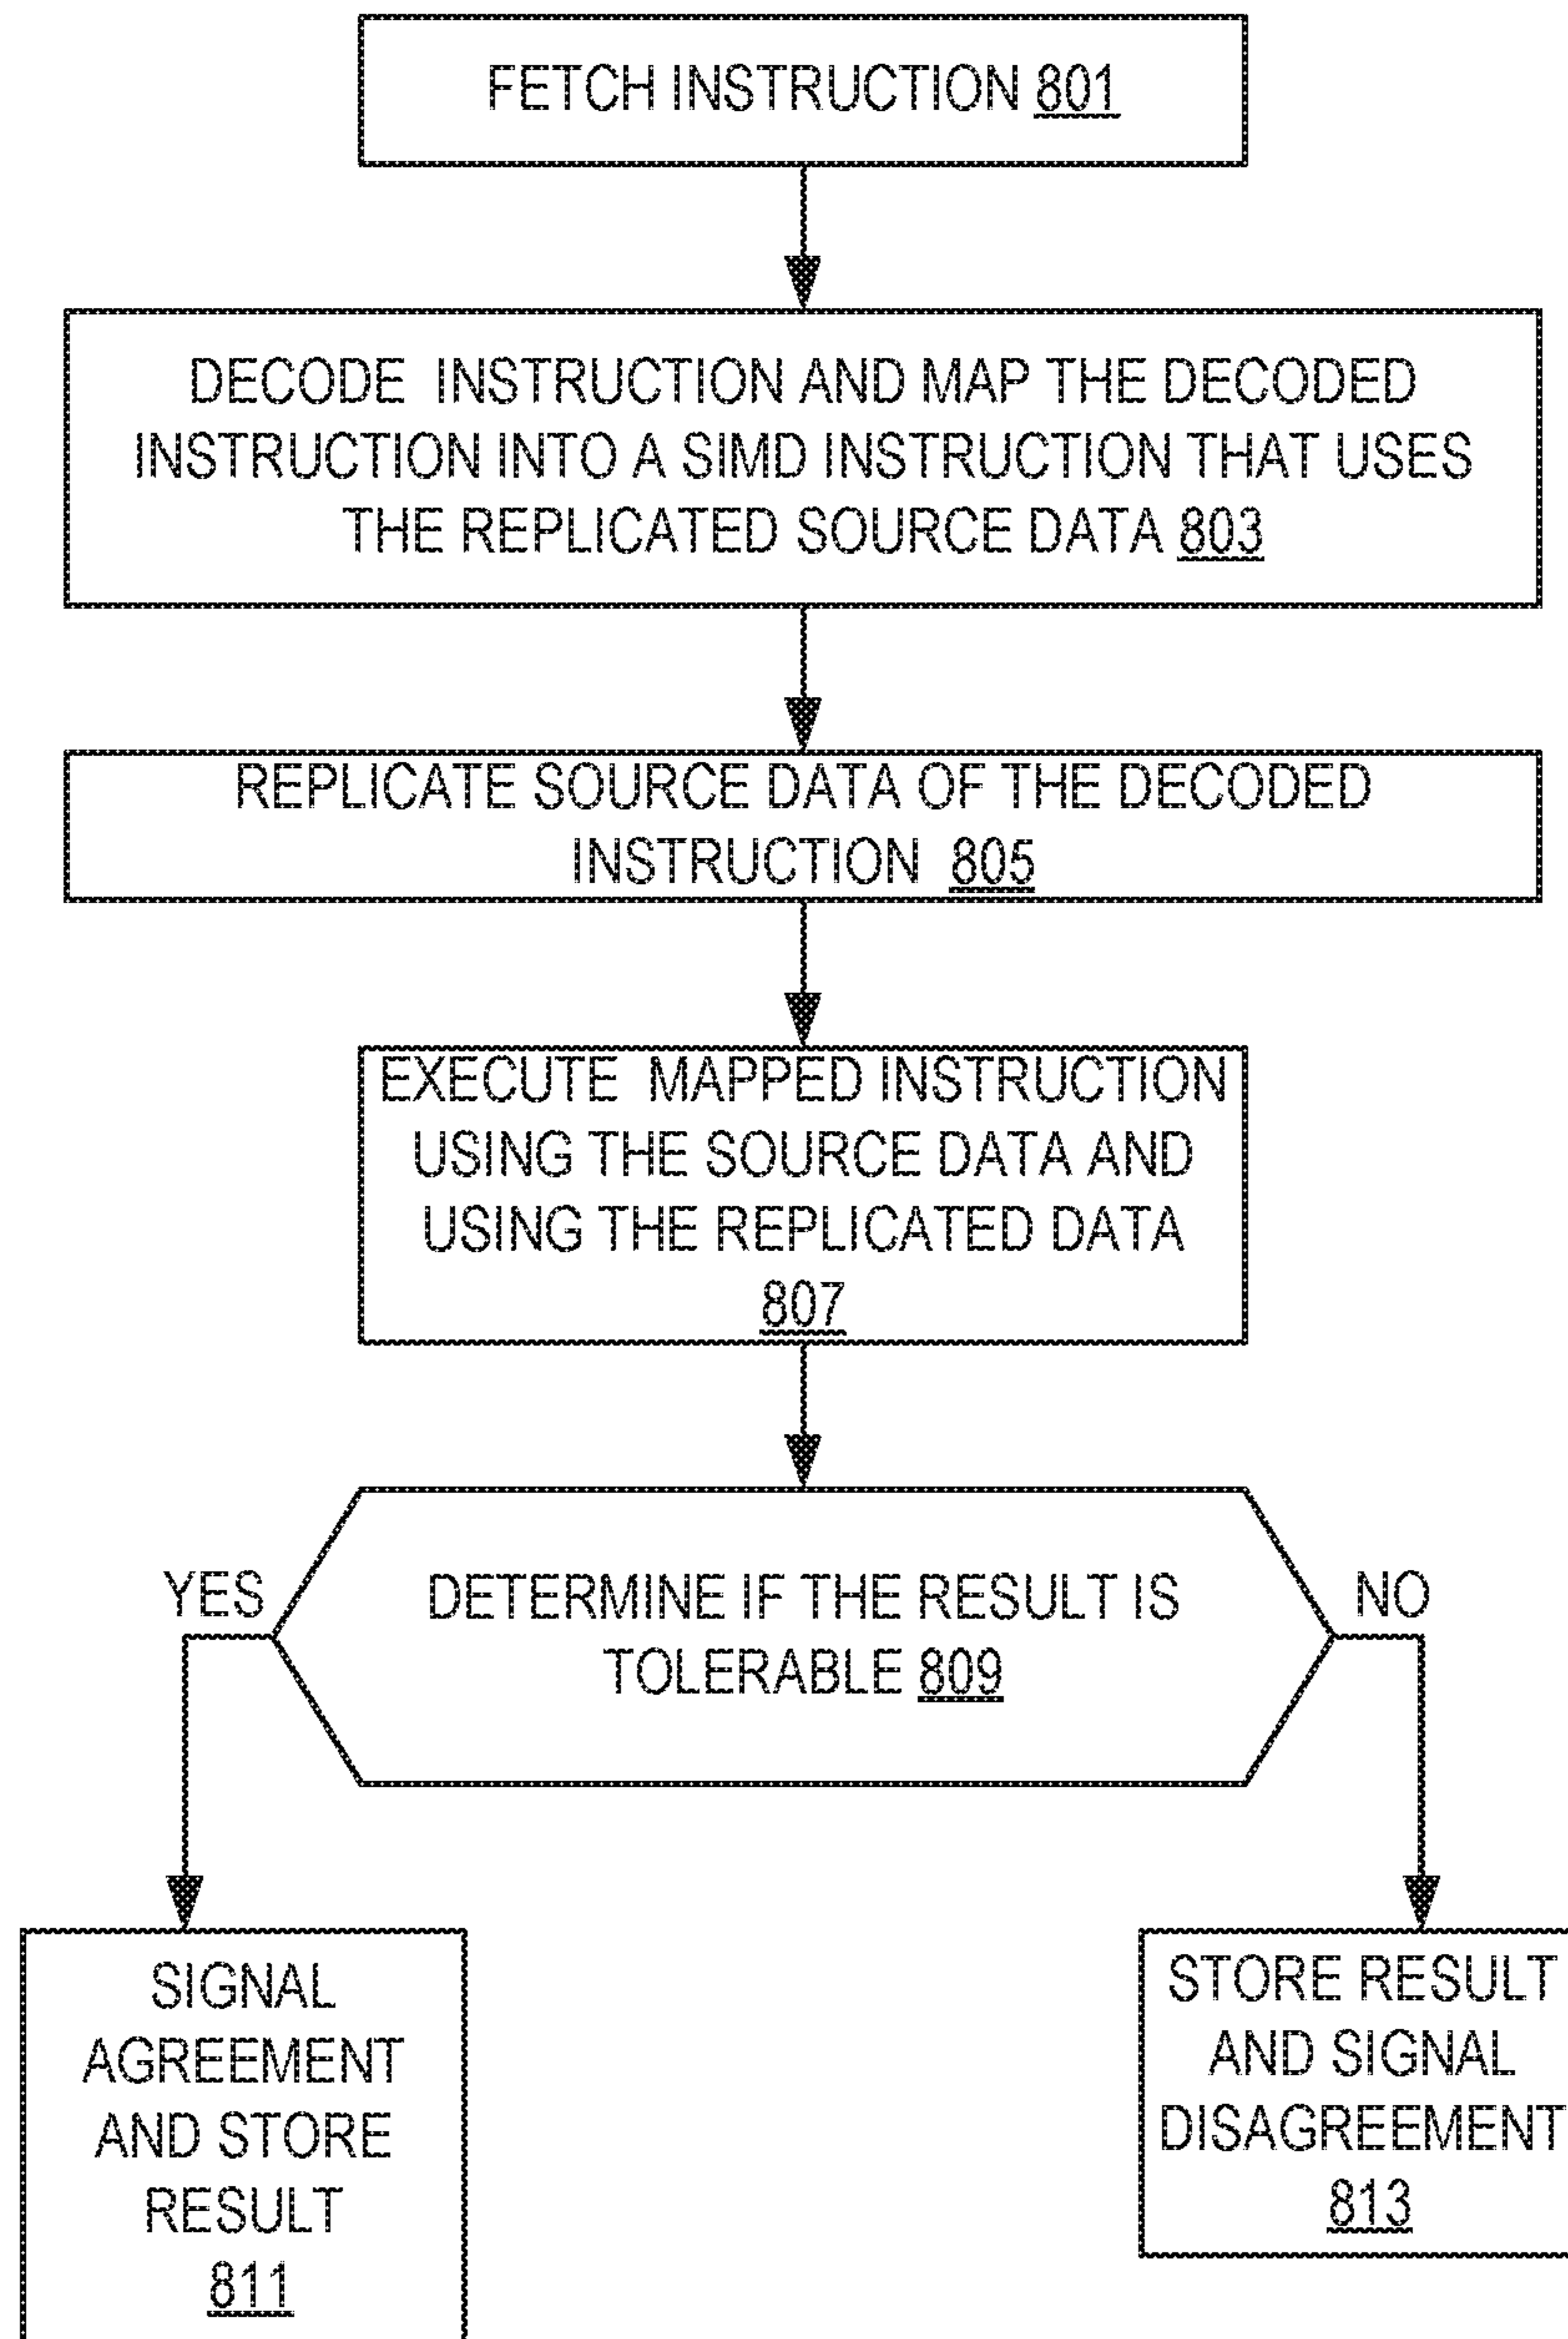 FETCH INSTRUCTION 801
DECODE INSTRUCTION AND MAP THE DECODED
INSTRUCTION INTO A SIMD INSTRUCTION THAT USES
THE REPLICATED SOURCE DATA 803
REPLICATE SOURCE DATA OF THE DECODED
INSTRUCTION 805
EXECUTE MAPPED INSTRUCTION
USING THE SOURCE DATA AND
USING THE REPLICATED DATA
807
YES
NO
DETERMINE IF THE RESULT IS
TOLERABLE 809
SIGNAL
AGREEMENT
AND STORE
RESULT
811
STORE RESULT
AND SIGNAL
DISAGREEMENT
813